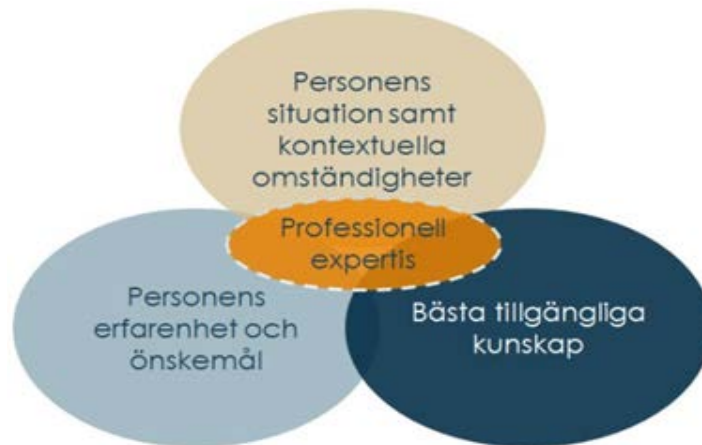 Personens
situation samt
kontextuella
omständigheter
Professionell
expertis
Personens
erfarenhet och
önskemål
Bästa tillgängliga
kunskap